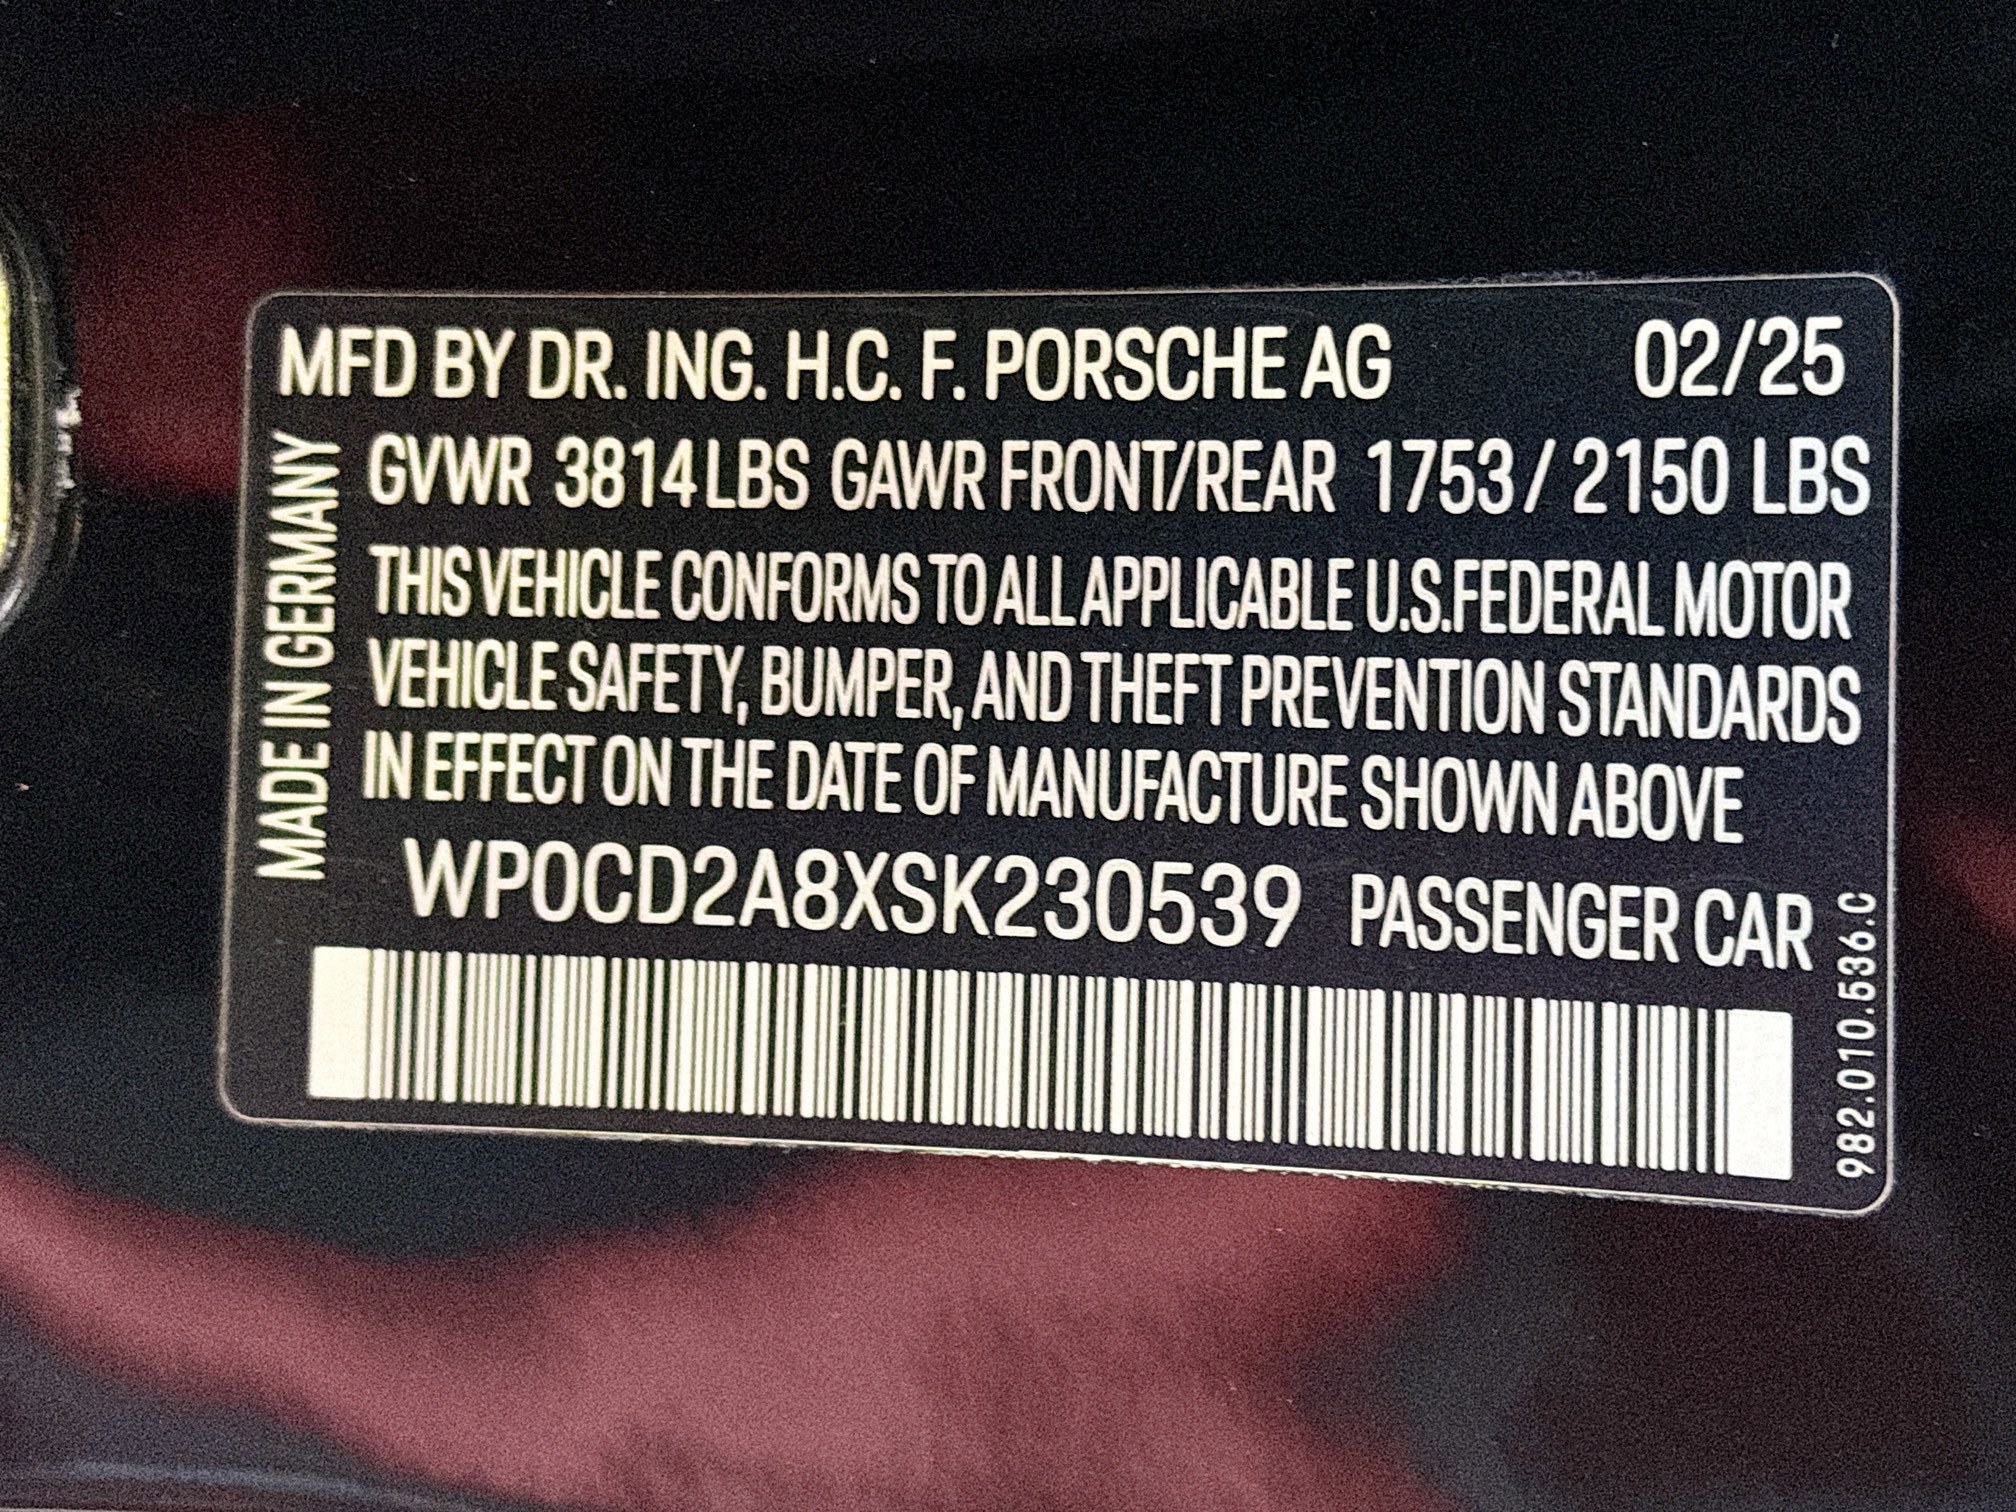 MFD BY DR. ING. H.C. F. PORSCHE AG 02/25
MADE IN GERMANY
GVWR 3814 LBS GAWR FRONT/REAR 1753 / 2150 LBS
THIS VEHICLE CONFORMS TO ALL APPLICABLE U.S.FEDERAL MOTOR
VEHICLE SAFETY, BUMPER, AND THEFT PREVENTION STANDARDS
IN EFFECT ON THE DATE OF MANUFACTURE SHOWN ABOVE
WP0CD2A8XSK230539 PASSENGER CAR
982.010.536.C